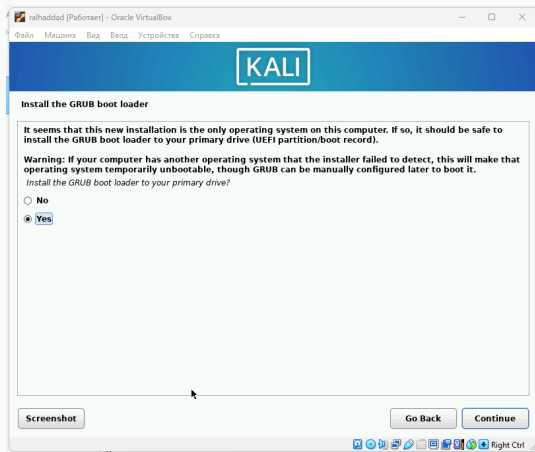 ralhaddad [Работает] - Oracle VirtualBox
Файл Машина Вид Ввод Устройства Справка
KALI
Install the GRUB boot loader
It seems that this new installation is the only operating system on this computer. If so, it should be safe to
install the GRUB boot loader to your primary drive (UEFI partition/boot record).
Warning: If your computer has another operating system that the installer failed to detect, this will make that
operating system temporarily unbootable, though GRUB can be manually configured later to boot it.
Install the GRUB boot loader to your primary drive?
No
Yes
Screenshot
Go Back
Continue
Right Ctrl